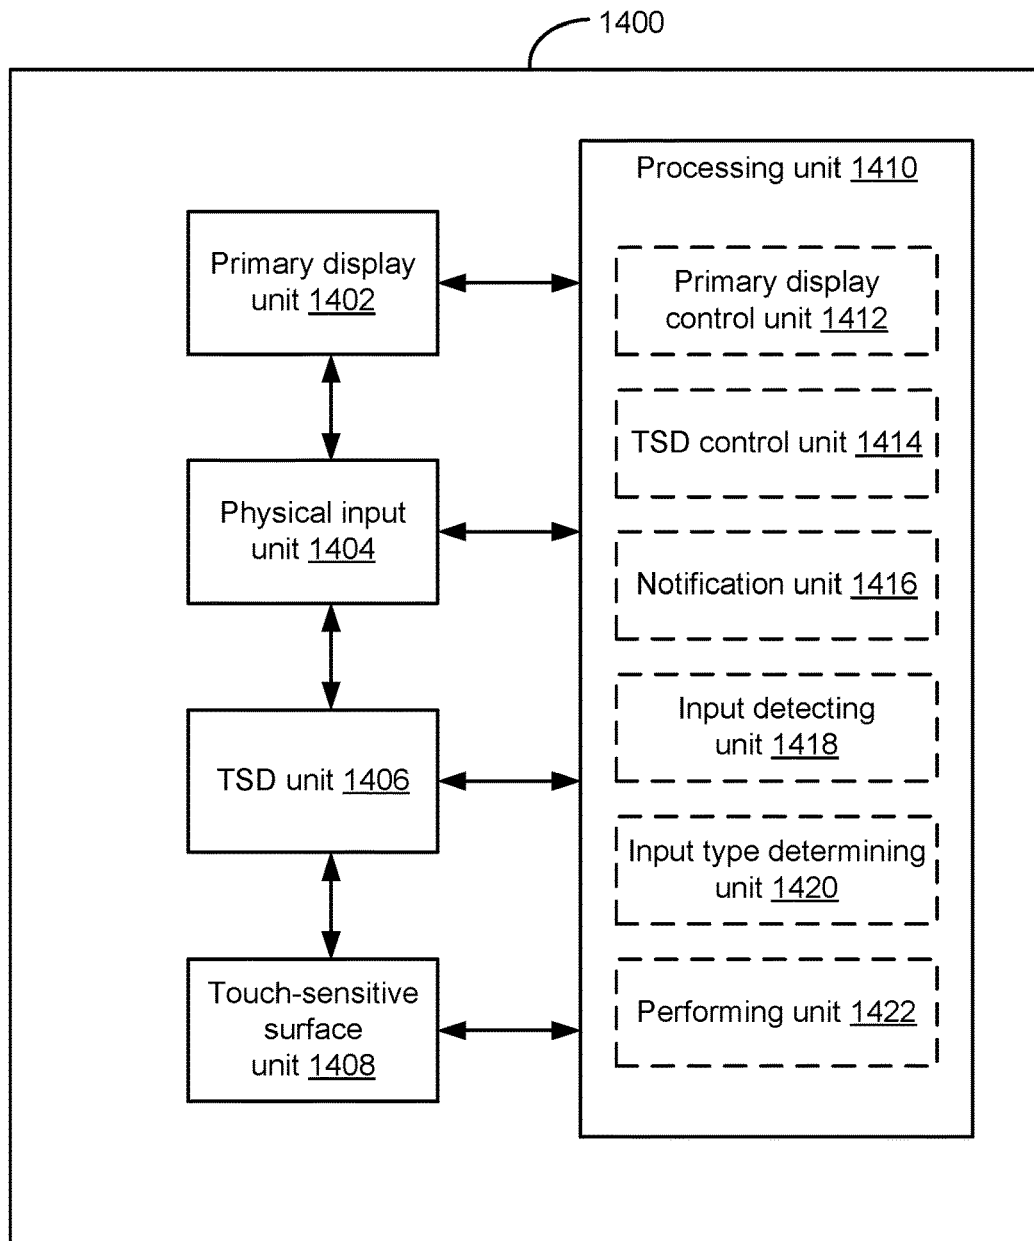 1400
Processing unit 1410
Primary display
unit 1402
Primary display
control unit 1412
TSD control unit 1414
Physical input
unit 1404
Notification unit 1416
Input detecting
unit 1418
TSD unit 1406
Input type determining
unit 1420
Touch-sensitive
surface
unit 1408
Performing unit 1422